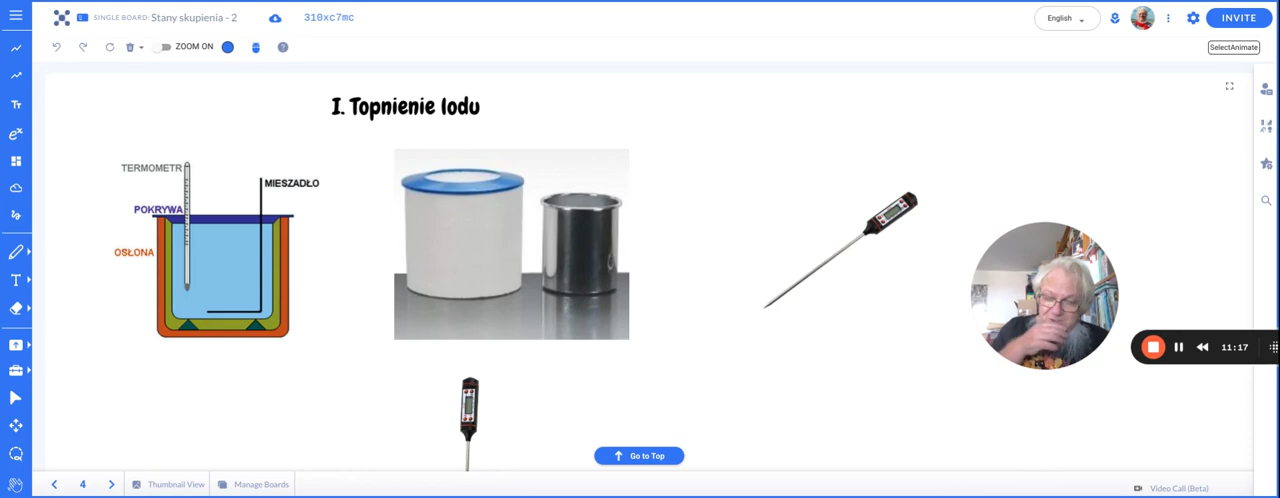 SINGLE BOARD: Stany skupienia - 2
310xc7mc
English
INVITE
ZOOM ON
SelectAnimate
I. Topnienie lodu
TERMOMETR
MIESZADŁO
POKRYWA
OSŁONA
11:17
Go to Top
4
Thumbnail View
Manage Boards
Video Call (Beta)